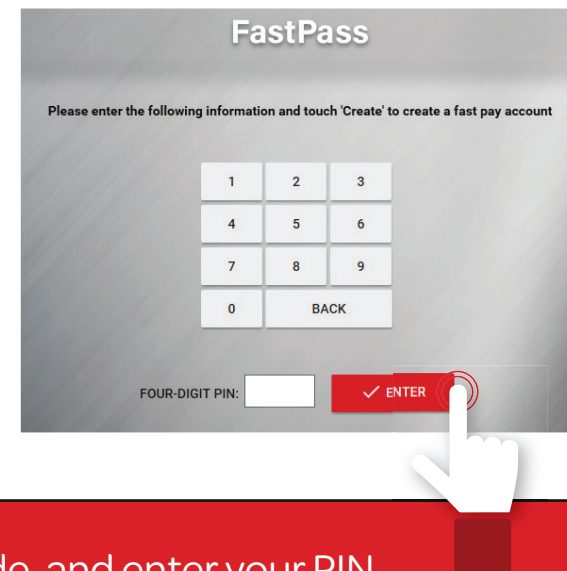 FastPass
Please enter the following information and touch 'Create' to create a fast pay account
1 2 3
4 5 6
7 8 9
0 BACK
FOUR-DIGIT PIN: ENTER
and enter your PIN